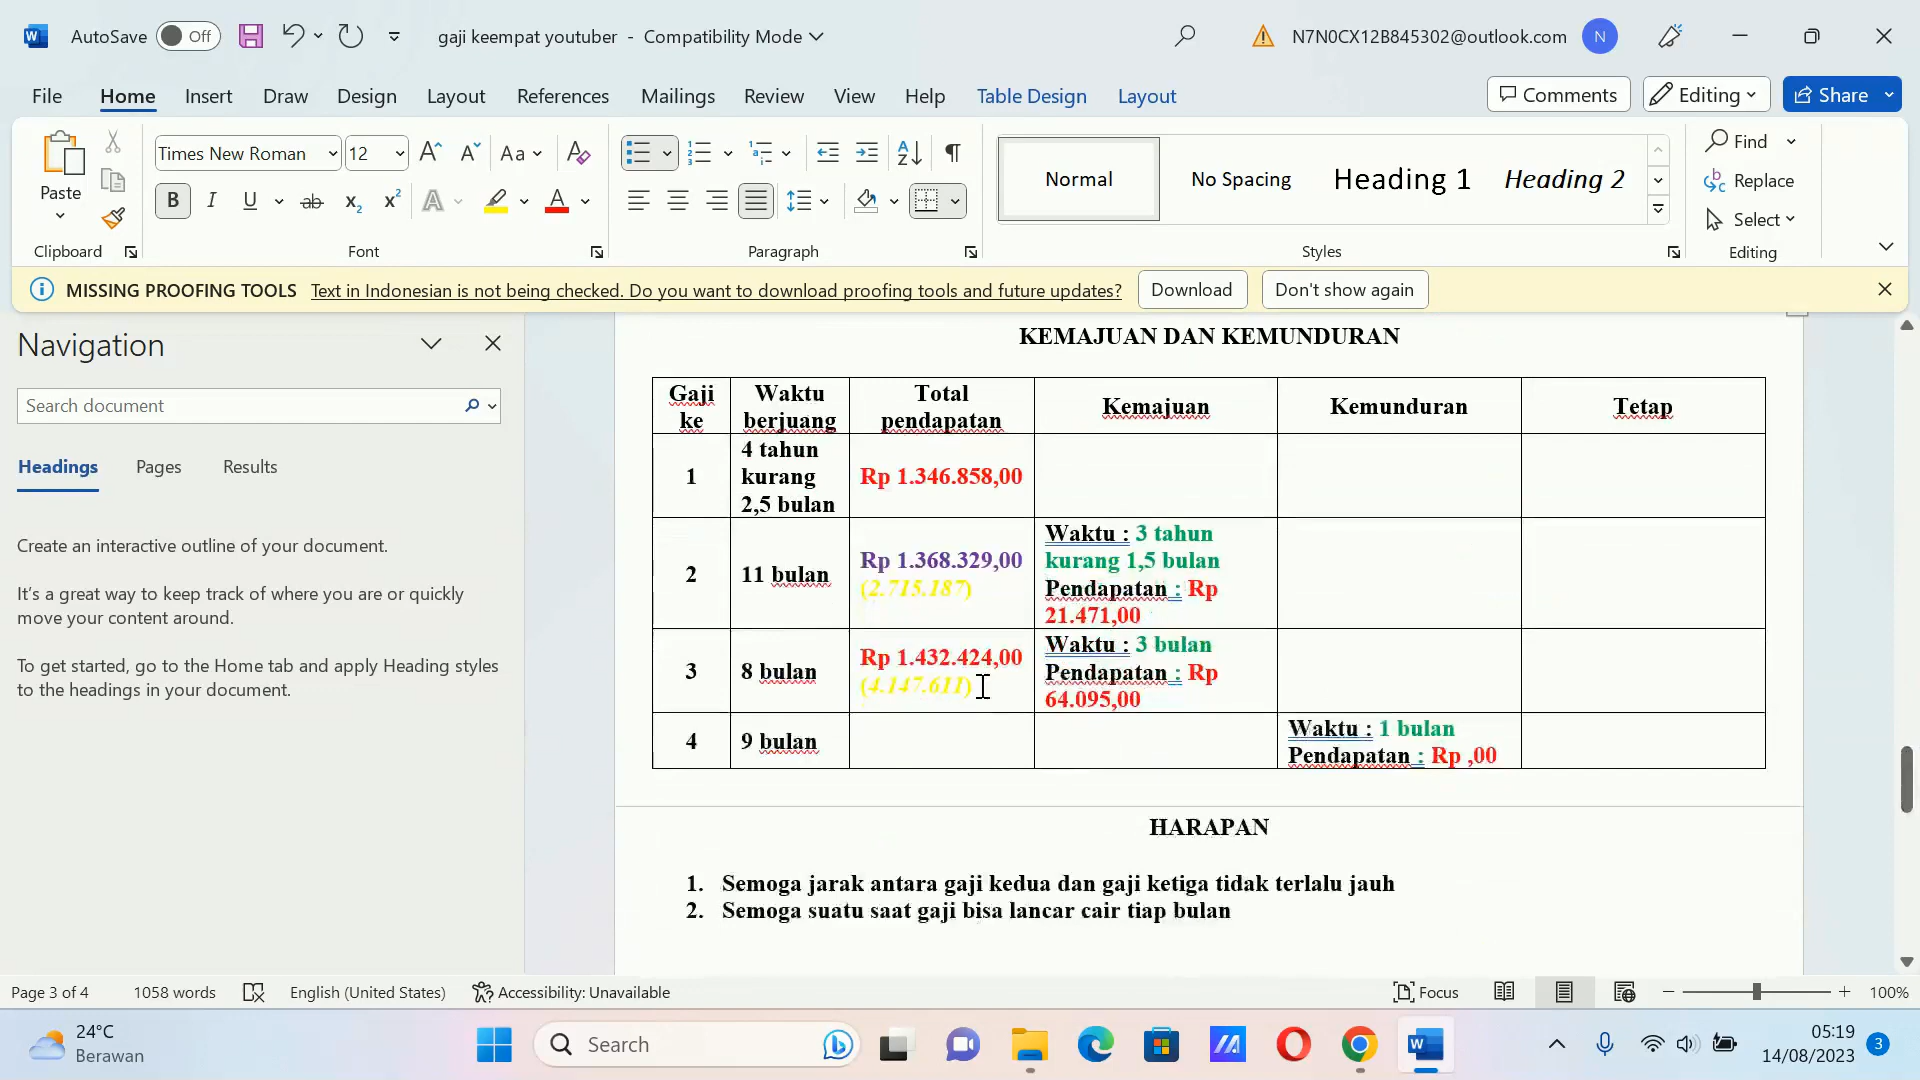 AutoSave Off gaji keempat youtuber - Compatibility Mode N7N0CX12B845302@outlook.com N
File Home Insert Draw Design Layout References Mailings Review View Help Table Design Layout Comments Editing Share
Paste
Times New Roman 12 Aa
B I U ab x2 x2 A A
Normal No Spacing Heading 1 Heading 2
Find
Replace
Select
Clipboard Font Paragraph Styles Editing
MISSING PROOFING TOOLS Text in Indonesian is not being checked. Do you want to download proofing tools and future updates? Download Don't show again
Navigation
Search document
Headings Pages Results
Create an interactive outline of your document.
It's a great way to keep track of where you are or quickly
move your content around.
To get started, go to the Home tab and apply Heading styles
to the headings in your document.
KEMAJUAN DAN KEMUNDURAN
Gaji ke
Waktu berjuang
Total pendapatan
Kemajuan
Kemunduran
Tetap
1
4 tahun
kurang
2,5 bulan
Rp 1.346.858,00
2
11 bulan
Rp 1.368.329,00
(2.715.187)
Waktu : 3 tahun
kurang 1,5 bulan
Pendapatan : Rp
21.471,00
3
8 bulan
Rp 1.432.424,00
(4.147.611)
Waktu : 3 bulan
Pendapatan : Rp
64.095,00
4
9 bulan
Waktu : 1 bulan
Pendapatan : Rp ,00
HARAPAN
1. Semoga jarak antara gaji kedua dan gaji ketiga tidak terlalu jauh
2. Semoga suatu saat gaji bisa lancar cair tiap bulan
Page 3 of 4 1058 words English (United States) Accessibility: Unavailable Focus 100%
24°C
Berawan
Search
05:19
14/08/2023
3